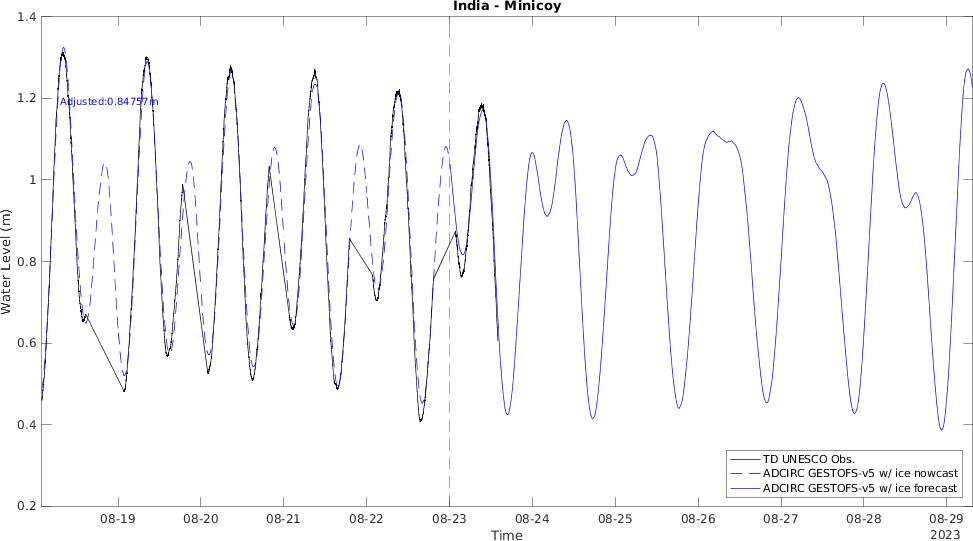 India - Minicoy
1.4
1.2
1
0.8
0.6
0.4
0.2
Water Level (m)
Adjusted:0.84757m
TD UNESCO Obs.
ADCIRC GESTOFS-v5 w/ ice nowcast
ADCIRC GESTOFS-v5 w/ ice forecast
08-19 08-20 08-21 08-22 08-23 08-24 08-25 08-26 08-27 08-28 08-29
2023
Time